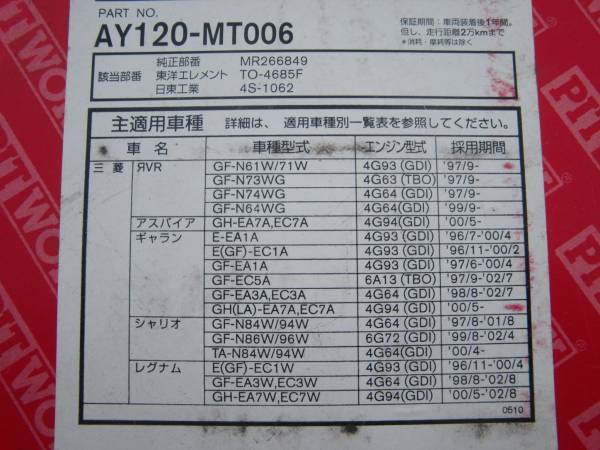 PART NO.
AY120-MT006
保証期間：車両装着後1年間。
但し、走行距離2万kmまで
＊消耗・摩耗等は除く
該当部番
純正部番 MR266849
東洋エレメント TO-4685F
日東工業 4S-1062
主適用車種 詳細は、適用車種別一覧表を参照してください。
車名 車種型式 エンジン型式 採用期間
三菱 RVR GF-N61W/71W 4G93(GDI) '97/9-
GF-N73WG 4G63(TBO) '97/9-
GF-N74WG 4G64(GDI) '97/9-
GF-N64WG 4G64(GDI) '99/9-
アスパイア GH-EA7A,EC7A 4G94(GDI) '00/5-
ギャラン E-EA1A 4G93(GDI) '96/7-'00/4
E(GF)-EC1A 4G93(GDI) '96/11-'00/2
GF-EA1A 4G93(GDI) '97/6-'00/4
GF-EC5A 6A13(TBO) '97/9-'02/7
GF-EA3A,EC3A 4G64(GDI) '98/8-'02/7
GH(LA)-EA7A,EC7A 4G94(GDI) '00/5-
シャリオ GF-N84W/94W 4G64(GDI) '97/8-'01/8
GF-N86W/96W 6G72(GDI) '99/8-'02/4
TA-N84W/94W 4G64(GDI) '00/4-
レグナム E(GF)-EC1W 4G93(GDI) '96/11-'00/4
GF-EA3W,EC3W 4G64(GDI) '98/8-'02/8
GH-EA7W,EC7W 4G94(GDI) '00/5-'02/8
0510
PITWORK